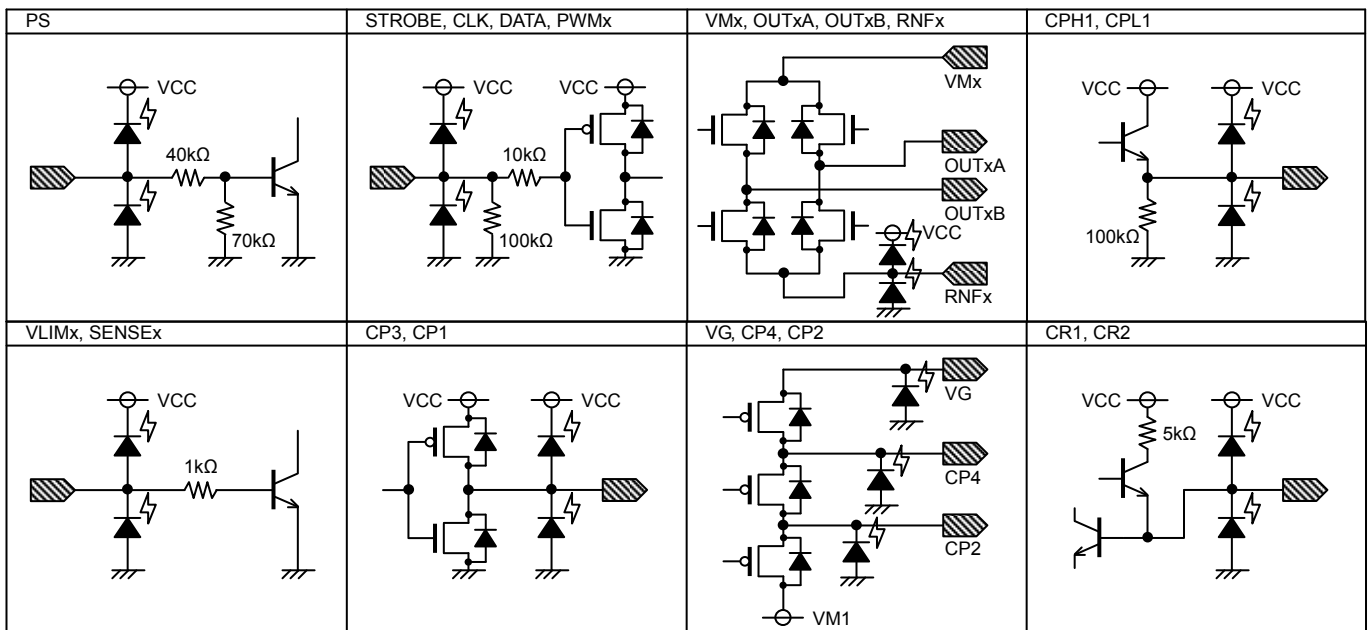 PS
VCC
40kΩ
70kΩ
STROBE, CLK, DATA, PWMx
VCC
VCC
10kΩ
100kΩ
VMx, OUTxA, OUTxB, RNFx
VMx
OUTxA
OUTxB
VCC
RNFx
CPH1, CPL1
VCC
VCC
100kΩ
VLIMx, SENSEx
VCC
1kΩ
CP3, CP1
VCC
VCC
VG, CP4, CP2
VG
CP4
CP2
VM1
CR1, CR2
VCC
VCC
5kΩ